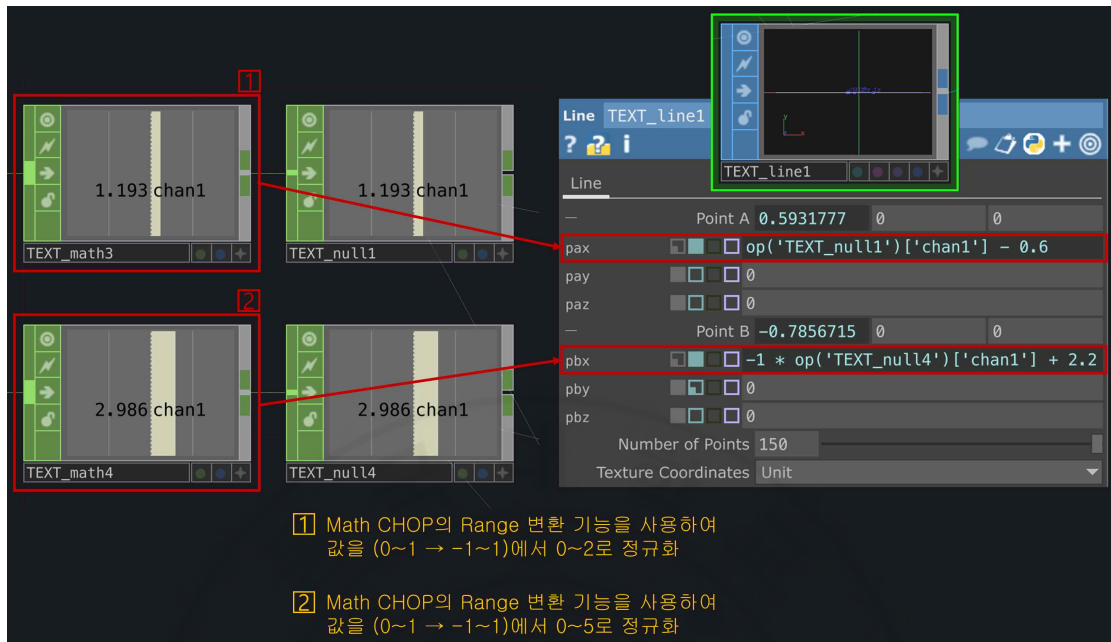 1
1.193 chan1
TEXT_math3
1.193 chan1
TEXT_null1
2
2.986 chan1
TEXT_math4
2.986 chan1
TEXT_null4
Line TEXT_line1
? ? i
y
TEXT_line1
Line
Point A 0.5931777 0 0
pax op('TEXT_null1')['chan1'] - 0.6
pay 0
paz 0
Point B -0.7856715 0 0
pbx -1 * op('TEXT_null4')['chan1'] + 2.2
pby 0
pbz 0
Number of Points 150
Texture Coordinates Unit
1 Math CHOP의 Range 변환 기능을 사용하여
값을 (0~1 → -1~1)에서 0~2로 정규화
2 Math CHOP의 Range 변환 기능을 사용하여
값을 (0~1 → -1~1)에서 0~5로 정규화